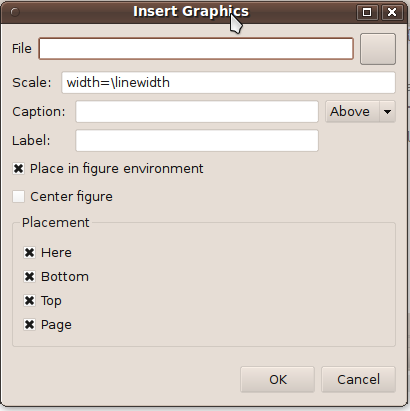 Insert Graphics
File
Scale: width=\linewidth
Caption: Above
Label:
Place in figure environment
Center figure
Placement
Here
Bottom
Top
Page
OK Cancel